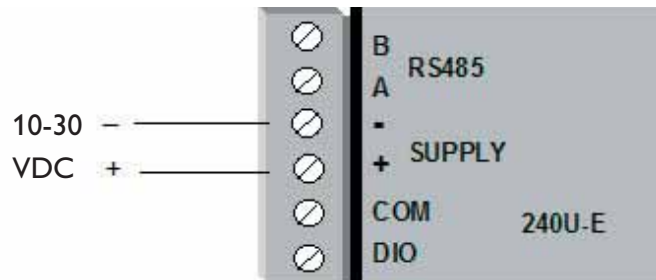 B
RS485
A
10-30 – -
VDC + + SUPPLY
COM
240U-E
DIO